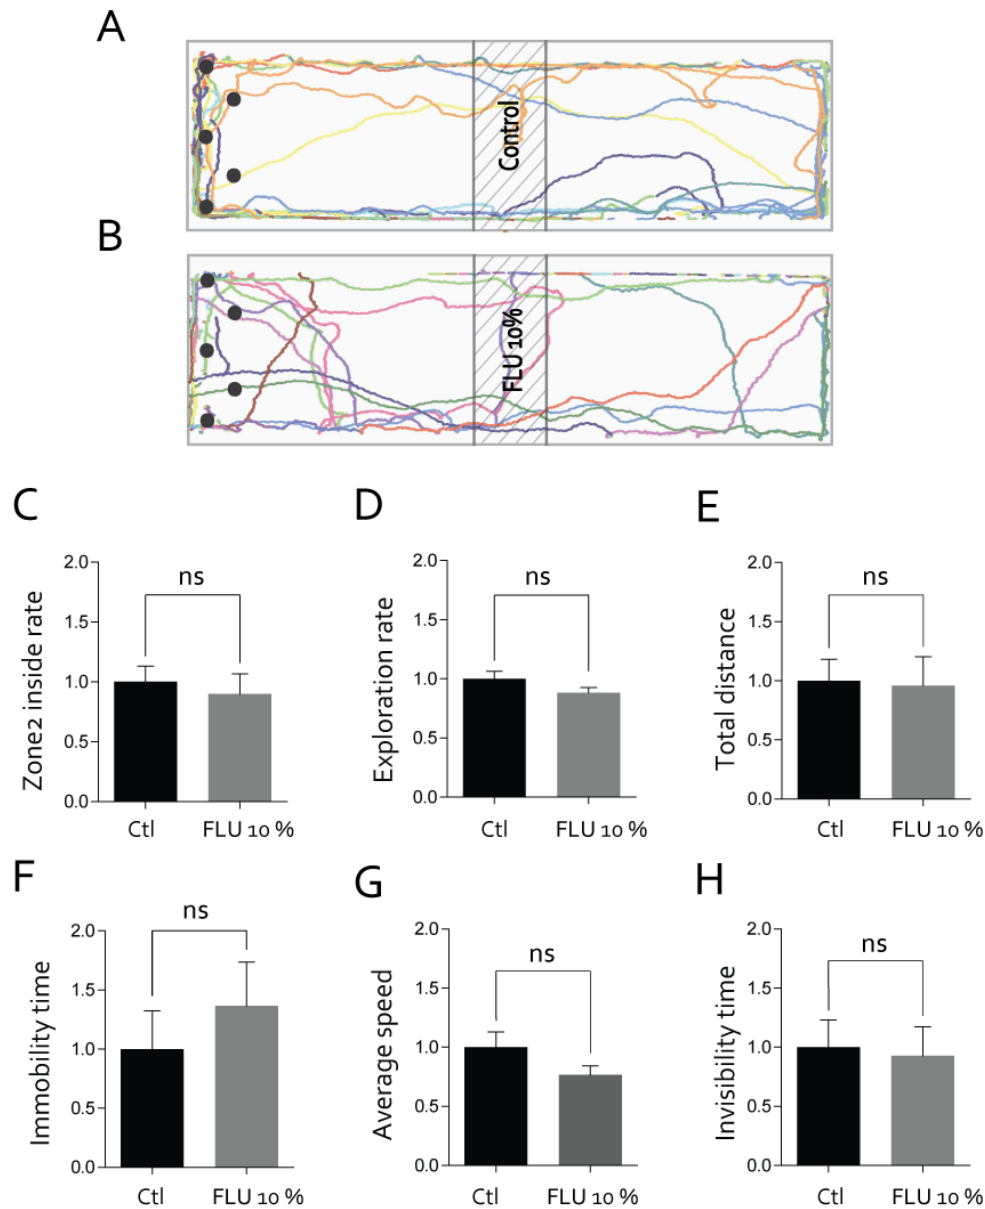 A
Control
B
FLU 10%
C
D
E
2.0
1.5
1.0
0.5
0.0
Zone2 inside rate
ns
Ctl
FLU 10 %
2.0
1.5
1.0
0.5
0.0
Exploration rate
ns
Ctl
FLU 10 %
2.0
1.5
1.0
0.5
0.0
Total distance
ns
Ctl
FLU 10 %
F
G
H
2.0
1.5
1.0
0.5
0.0
Immobility time
ns
Ctl
FLU 10 %
2.0
1.5
1.0
0.5
0.0
Average speed
ns
Ctl
FLU 10 %
2.0
1.5
1.0
0.5
0.0
Invisibility time
ns
Ctl
FLU 10 %